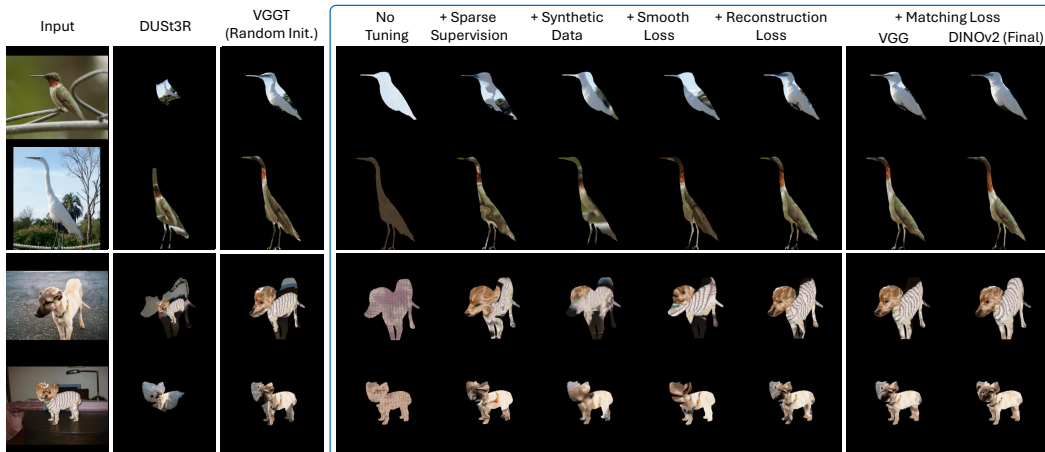 Input
DUSt3R
VGGT
(Random Init.)
No
Tuning
+ Sparse
Supervision
+ Synthetic
Data
+ Smooth
Loss
+ Reconstruction
Loss
+ Matching Loss
VGG
DINOv2 (Final)